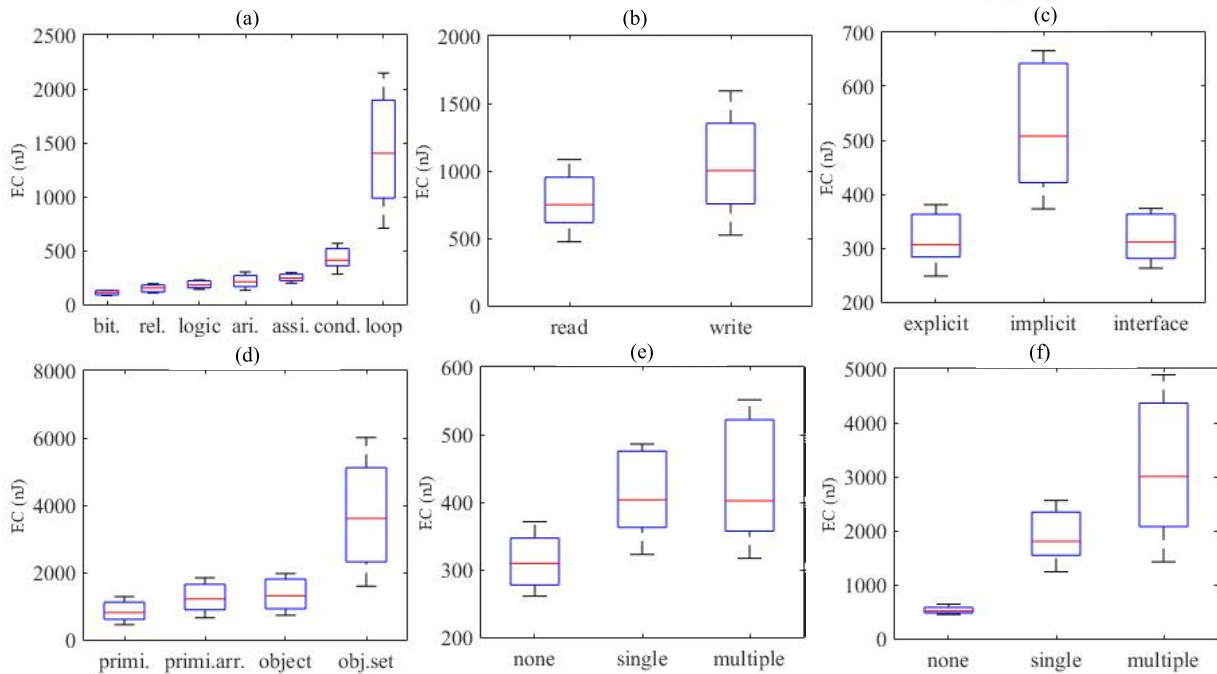 (a)
2500
2000
1500
1000
500
0
EC (nJ)
bit. rel. logic ari. assi. cond. loop
(b)
2000
1500
1000
500
0
EC (nJ)
read write
(c)
700
600
500
400
300
200
EC (nJ)
explicit implicit interface
(d)
8000
6000
4000
2000
0
EC (nJ)
primi. primi.arr. object obj.set
(e)
600
500
400
300
200
EC (nJ)
none single multiple
(f)
5000
4000
3000
2000
1000
0
EC (nJ)
none single multiple